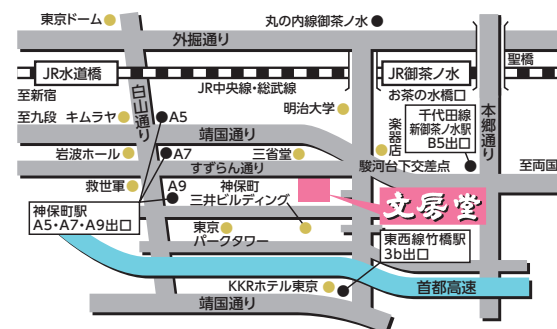 東京ドーム
丸の内線御茶ノ水
外堀通り
聖橋
JR水道橋
JR御茶ノ水
至新宿
白山通り
JR中央線・総武線
お茶の水橋口
本郷通り
至九段
キムラヤ
A5
明治大学
千代田線
新御茶ノ水駅
B5出口
靖国通り
楽器店
岩波ホール
A7
三省堂
すずらん通り
駿河台下交差点
至両国
救世軍
A9
神保町
三井ビルディング
神保町駅
A5・A7・A9出口
文房堂
東京
パークタワー
東西線竹橋駅
3b出口
KKRホテル東京
首都高速
靖国通り